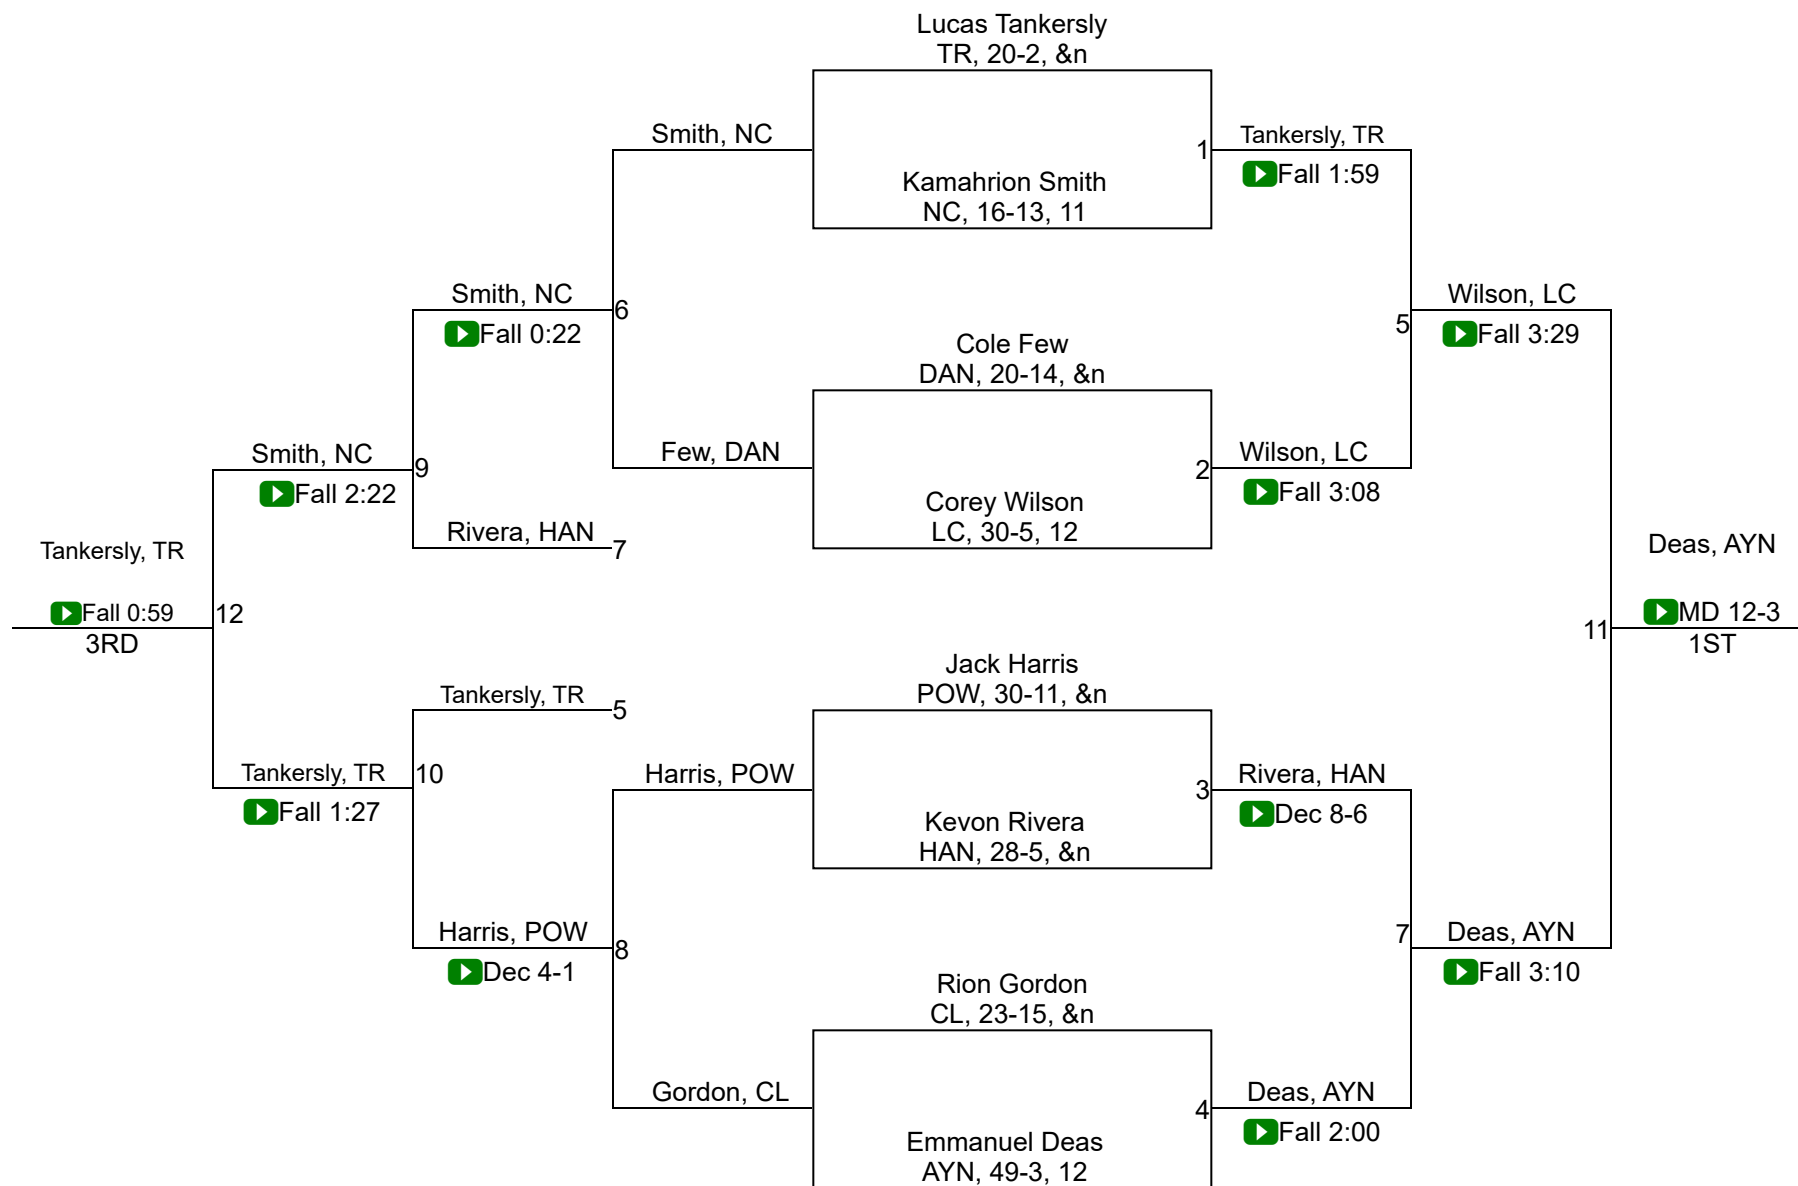 Lucas Tankersly
TR, 20-2, &n
Smith, NC
1
Tankersly, TR
Fall 1:59
Kamahrion Smith
NC, 16-13, 11
Smith, NC
6
Fall 0:22
5
Wilson, LC
Fall 3:29
Cole Few
DAN, 20-14, &n
Smith, NC
9
Fall 2:22
Few, DAN
2
Wilson, LC
Fall 3:08
Corey Wilson
LC, 30-5, 12
Rivera, HAN
7
Tankersly, TR
Fall 0:59
12
3RD
Deas, AYN
11
MD 12-3
1ST
Jack Harris
POW, 30-11, &n
Tankersly, TR
5
Tankersly, TR
10
Fall 1:27
Harris, POW
3
Rivera, HAN
Dec 8-6
Kevon Rivera
HAN, 28-5, &n
Harris, POW
8
Dec 4-1
7
Deas, AYN
Fall 3:10
Rion Gordon
CL, 23-15, &n
Gordon, CL
4
Deas, AYN
Fall 2:00
Emmanuel Deas
AYN, 49-3, 12